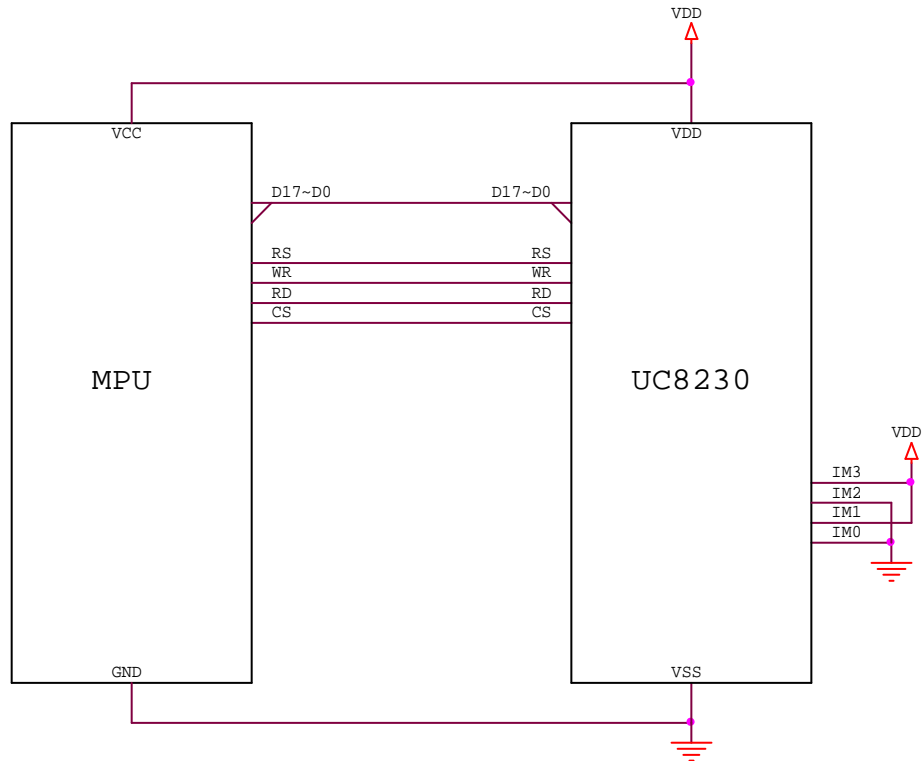 VDD
VCC
VDD
D17~D0 D17~D0
RS RS
WR WR
RD RD
CS CS
MPU UC8230
VDD
IM3
IM2
IM1
IM0
GND VSS